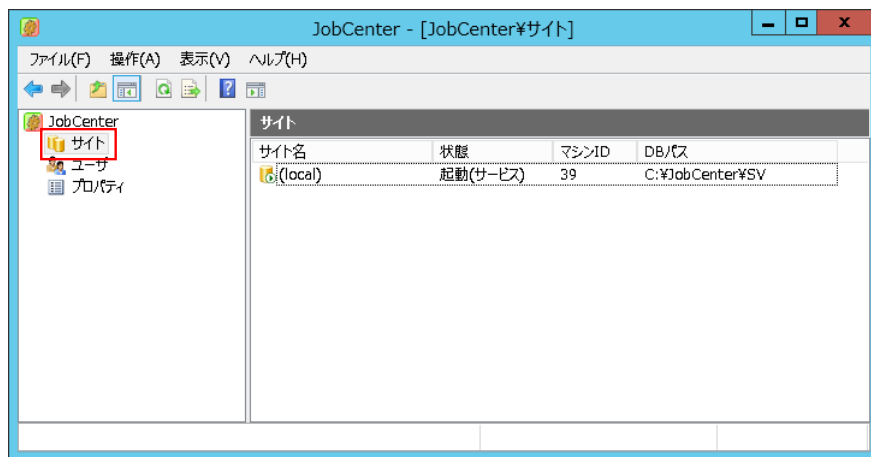 JobCenter - [JobCenter¥サイト]
ファイル(F) 操作(A) 表示(V) ヘルプ(H)
JobCenter
サイト
ユーザ
プロパティ
サイト
サイト名 状態 マシンID DBパス
(local) 起動(サービス) 39 C:¥JobCenter¥SV